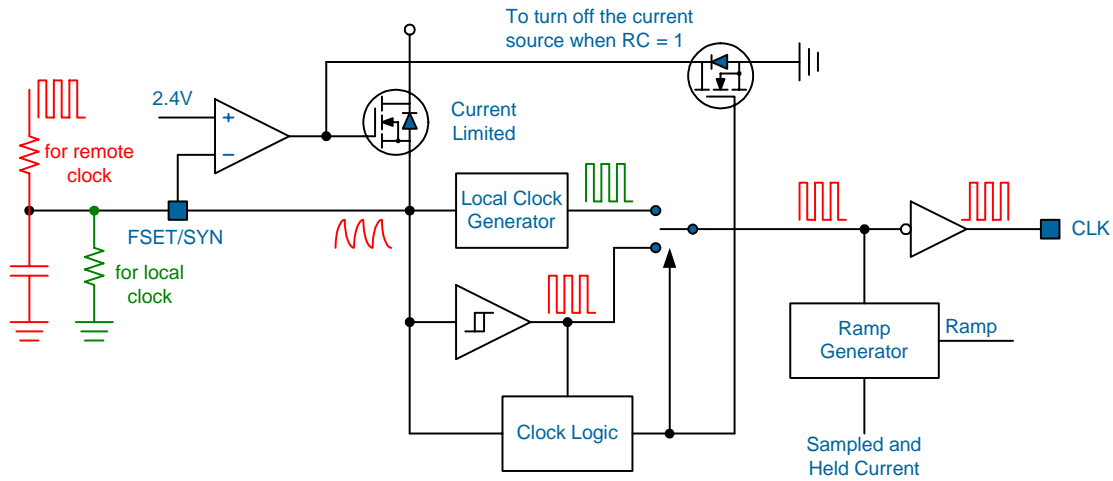 To turn off the current
source when RC = 1
2.4V
+
−
Current
Limited
for remote
clock
FSET/SYN
for local
clock
Local Clock
Generator
CLK
Ramp
Generator
Ramp
Clock Logic
Sampled and
Held Current